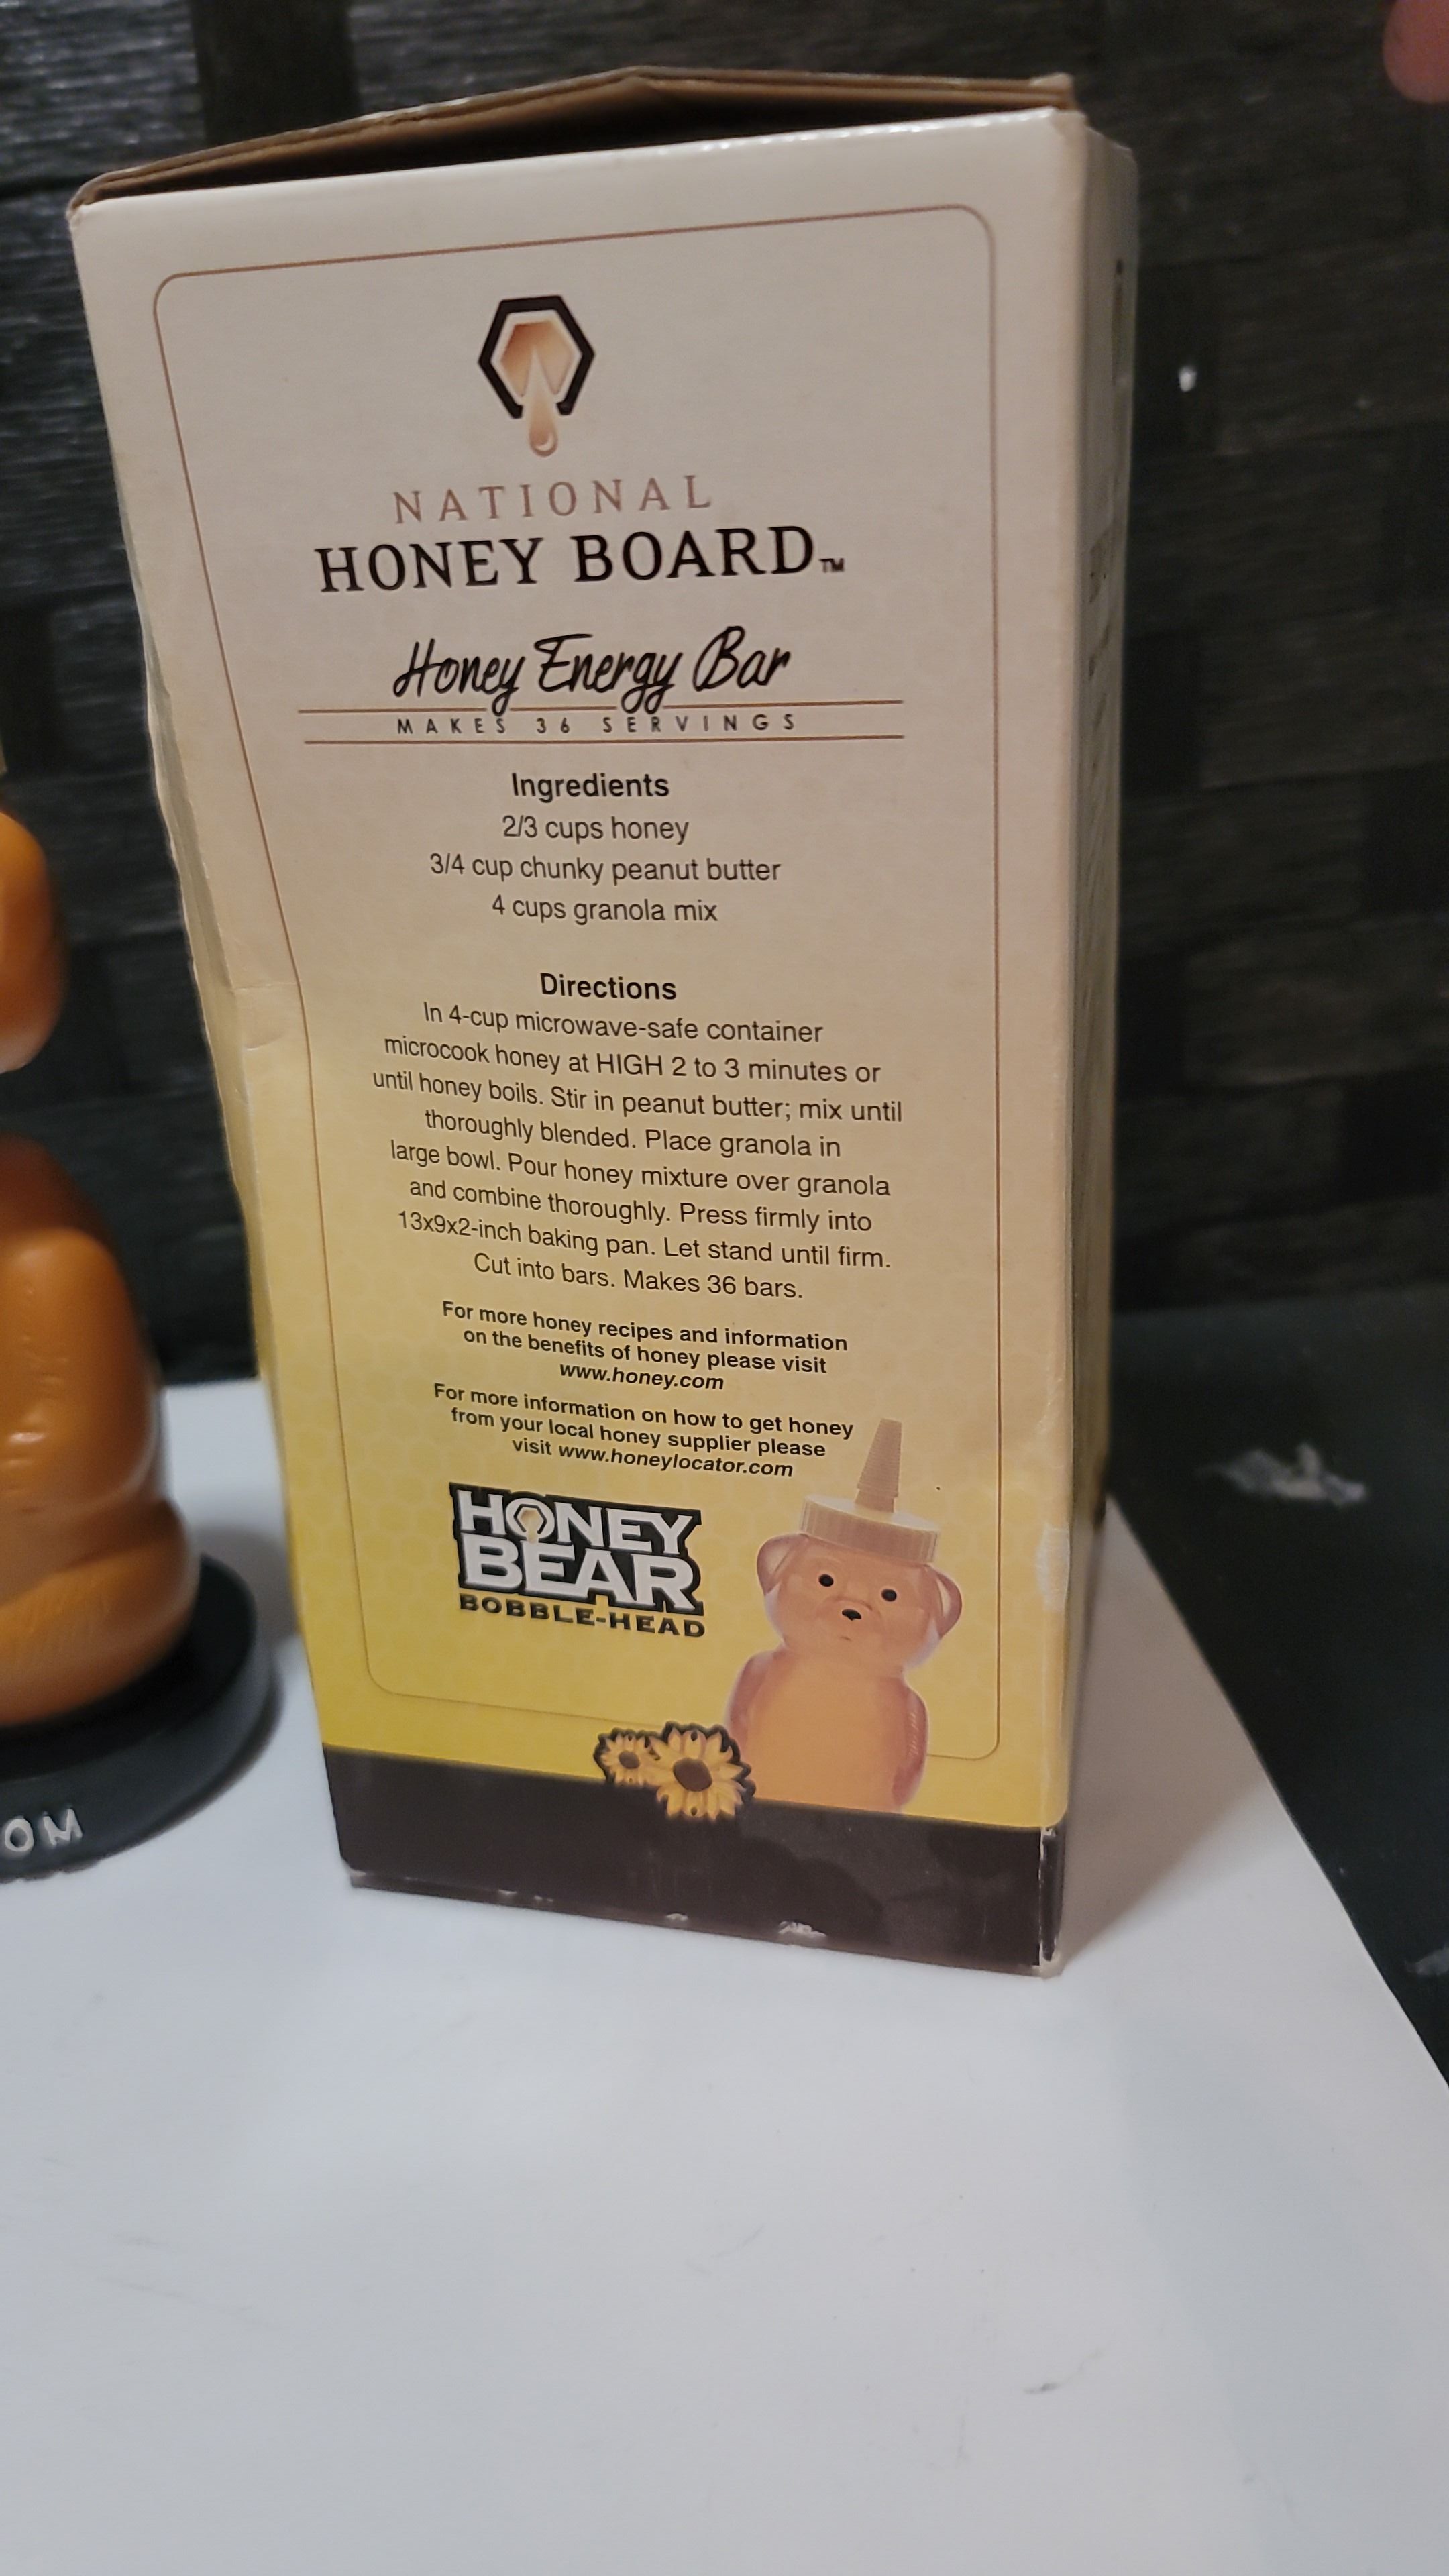 NATIONAL
HONEY BOARD™
Honey Energy Bar
MAKES 36 SERVINGS
Ingredients
2/3 cups honey
3/4 cup chunky peanut butter
4 cups granola mix
Directions
In 4-cup microwave-safe container
microcook honey at HIGH 2 to 3 minutes or
until honey boils. Stir in peanut butter; mix until
thoroughly blended. Place granola in
large bowl. Pour honey mixture over granola
and combine thoroughly. Press firmly into
13x9x2-inch baking pan. Let stand until firm.
Cut into bars. Makes 36 bars.
For more honey recipes and information
on the benefits of honey please visit
www.honey.com
For more information on how to get honey
from your local honey supplier please
visit www.honeylocator.com
HONEY
BEAR
BOBBLE-HEAD
OM